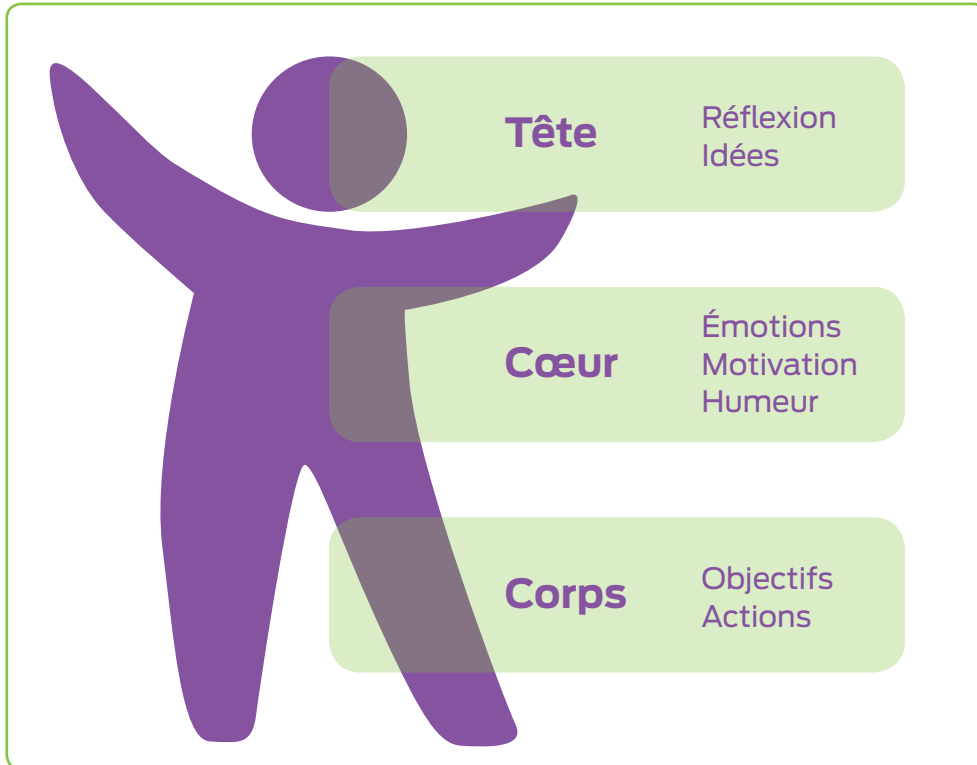 Tête
Réflexion
Idées
Cœur
Émotions
Motivation
Humeur
Corps
Objectifs
Actions